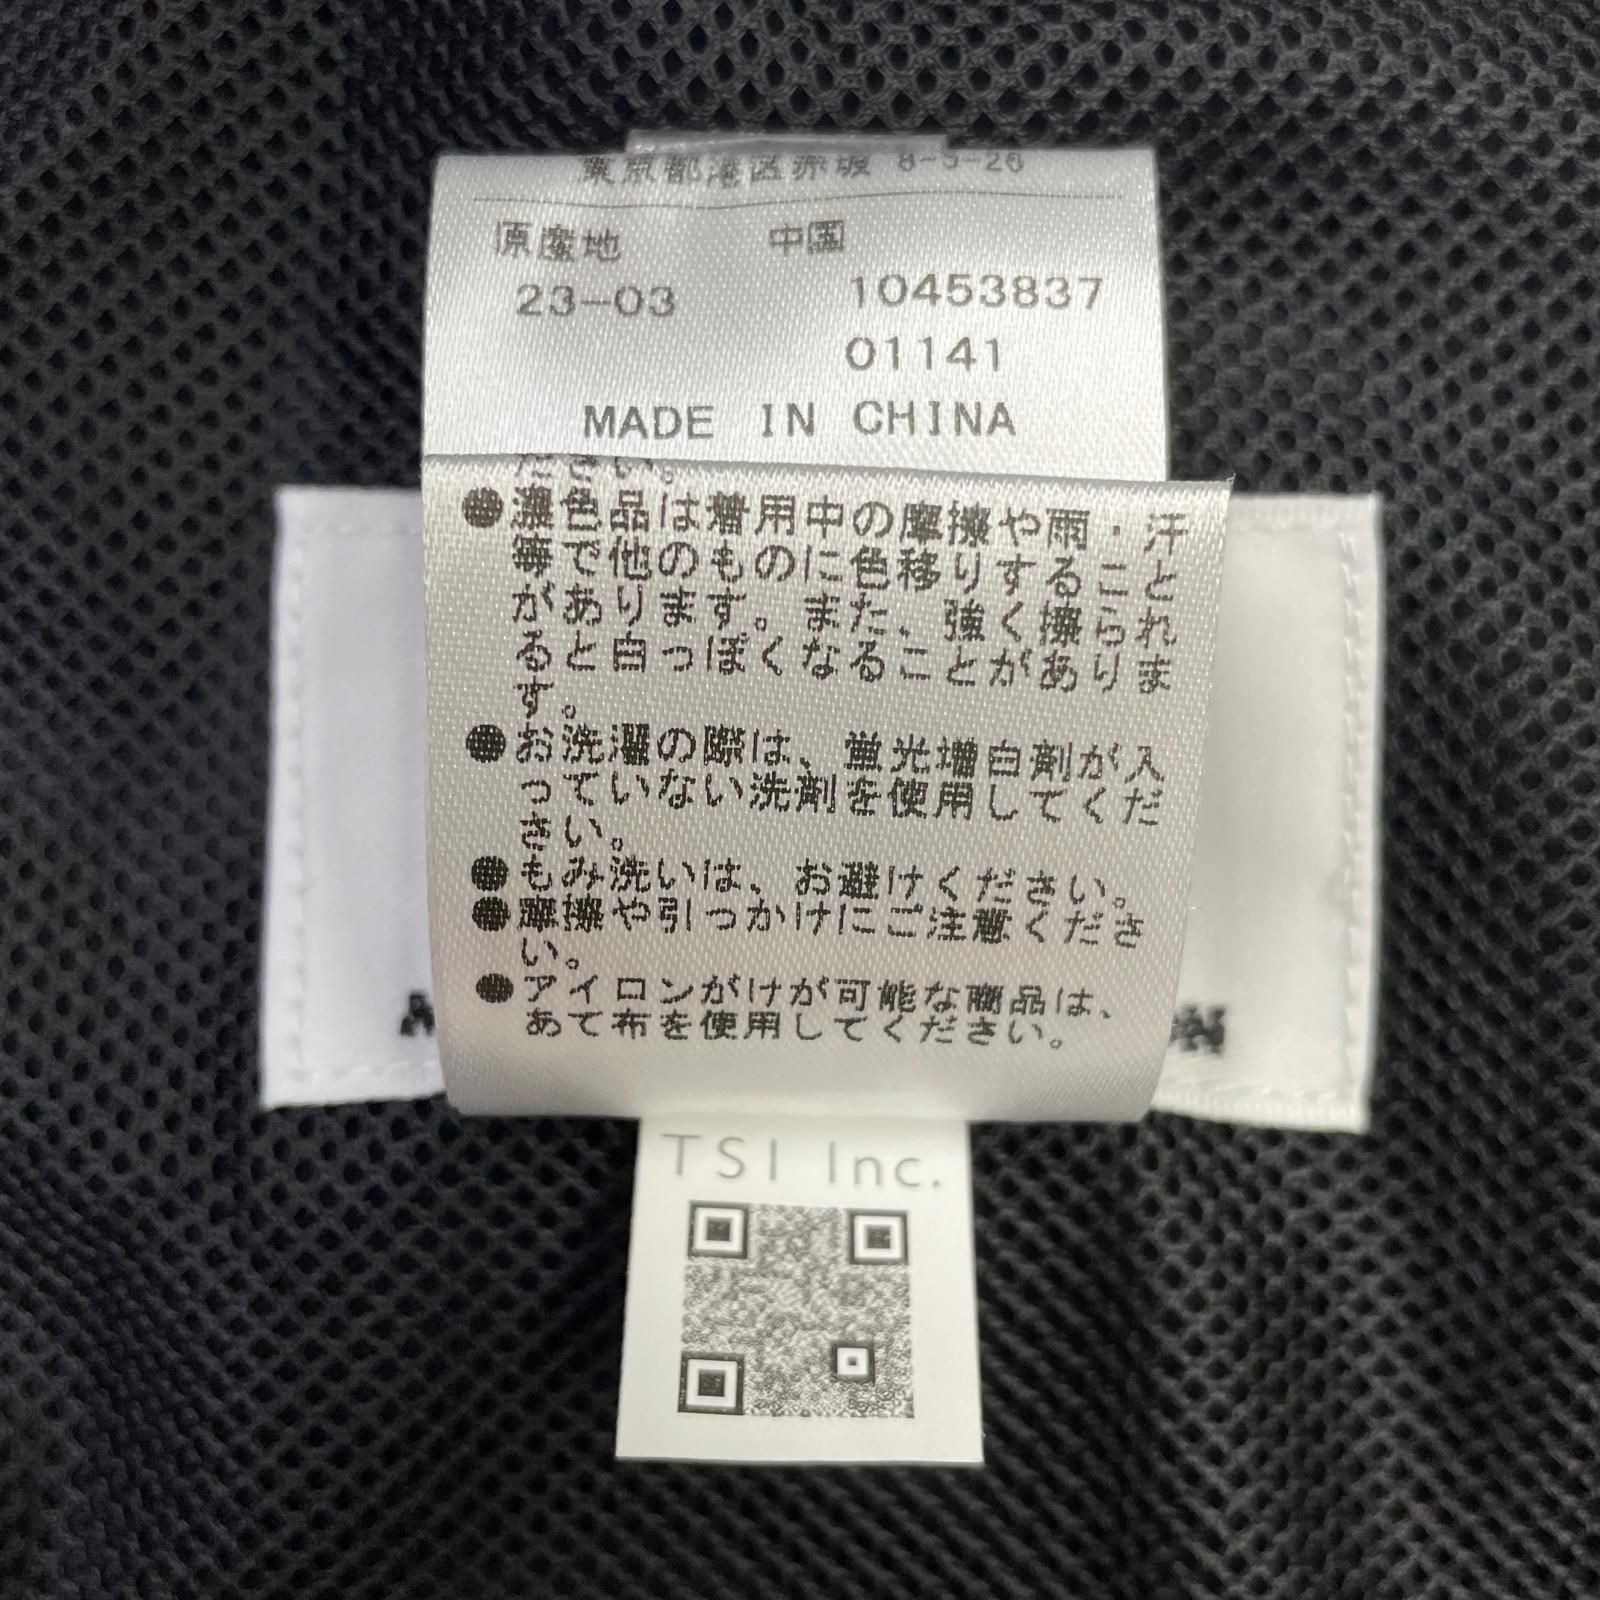 東京都港区赤坂 8-5-26
原産地 中国
23-03 10453837
01141
MADE IN CHINA
ださい。
●濃色品は着用中の摩擦や雨・汗
等で他のものに色移りすること
があります。また、強く擦られ
ると白っぽくなることがありま
す。
●お洗濯の際は、蛍光増白剤が入
っていない洗剤を使用してくだ
さい。
●もみ洗いは、お避けください。
●摩擦や引っかけにご注意くださ
い。
●アイロンがけが可能な商品は、
あて布を使用してください。
TSI Inc.